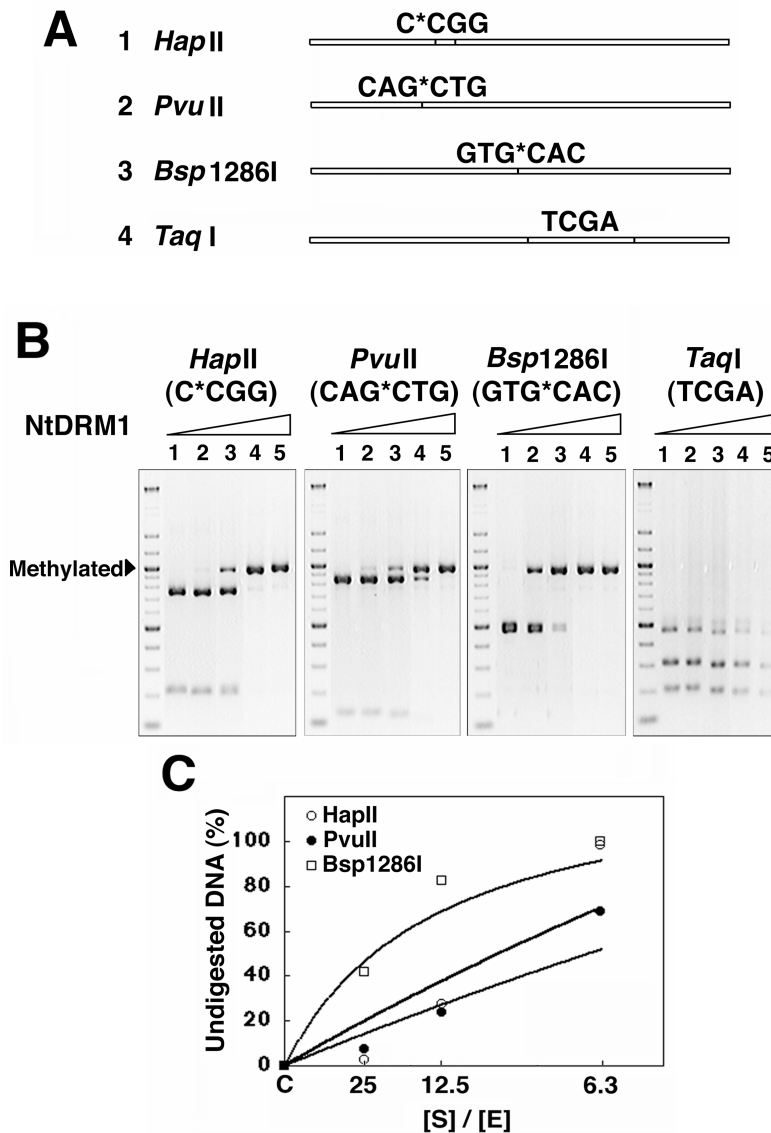 A
1 HapII C*CGG
2 PvuII CAG*CTG
3 Bsp1286I GTG*CAC
4 TaqI TCGA
B
HapII PvuII Bsp1286I TaqI
(C*CGG) (CAG*CTG) (GTG*CAC) (TCGA)
NtDRM1
1 2 3 4 5 1 2 3 4 5 1 2 3 4 5 1 2 3 4 5
Methylated
C
Undigested DNA (%)
HapII
PvuII
Bsp1286I
100
80
60
40
20
0
C 25 12.5 6.3
[S] / [E]